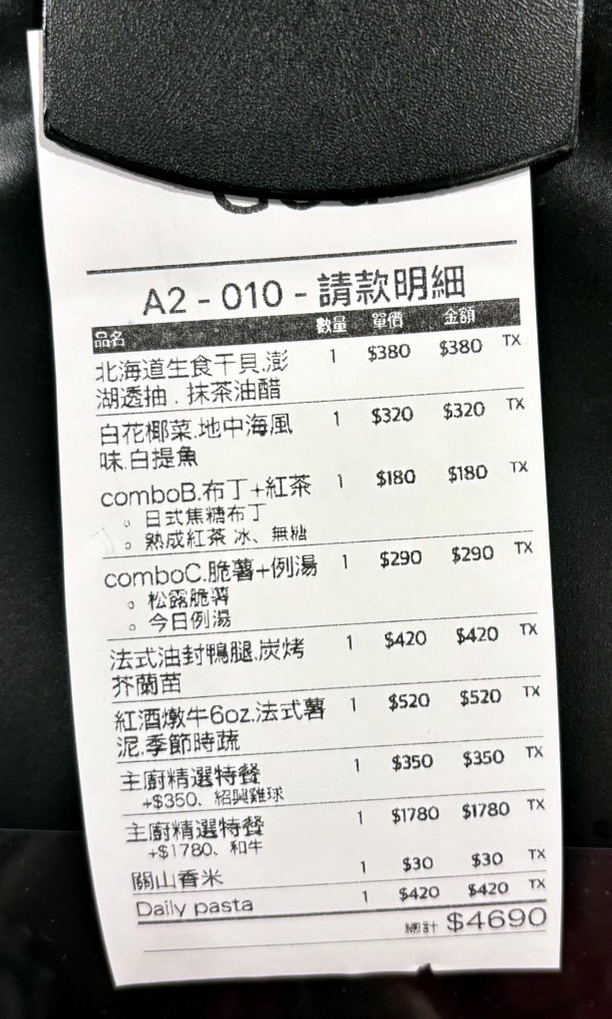 A2 - 010 - 請款明細
品名 數量 單價 金額
北海道生食干貝.澎 1 $380 $380 TX
湖透抽 . 抹茶油醋
白花椰菜.地中海風 1 $320 $320 TX
味.白提魚
comboB.布丁+紅茶 1 $180 $180 TX
。 日式焦糖布丁
。 熟成紅茶 冰、無糖
comboC.脆薯+例湯 1 $290 $290 TX
。 松露脆薯
。 今日例湯
法式油封鴨腿.炭烤 1 $420 $420 TX
芥蘭苗
紅酒燉牛6oz.法式薯 1 $520 $520 TX
泥.季節時蔬
主廚精選特餐 1 $350 $350 TX
+$350、紹興雞球
主廚精選特餐 1 $1780 $1780 TX
+$1780、和牛
關山香米 1 $30 $30 TX
Daily pasta 1 $420 $420 TX
總計 $4690